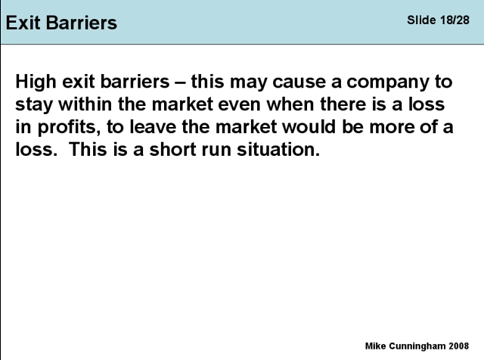 Exit Barriers
Slide 18/28
High exit barriers – this may cause a company to
stay within the market even when there is a loss
in profits, to leave the market would be more of a
loss.  This is a short run situation.
Mike Cunningham 2008